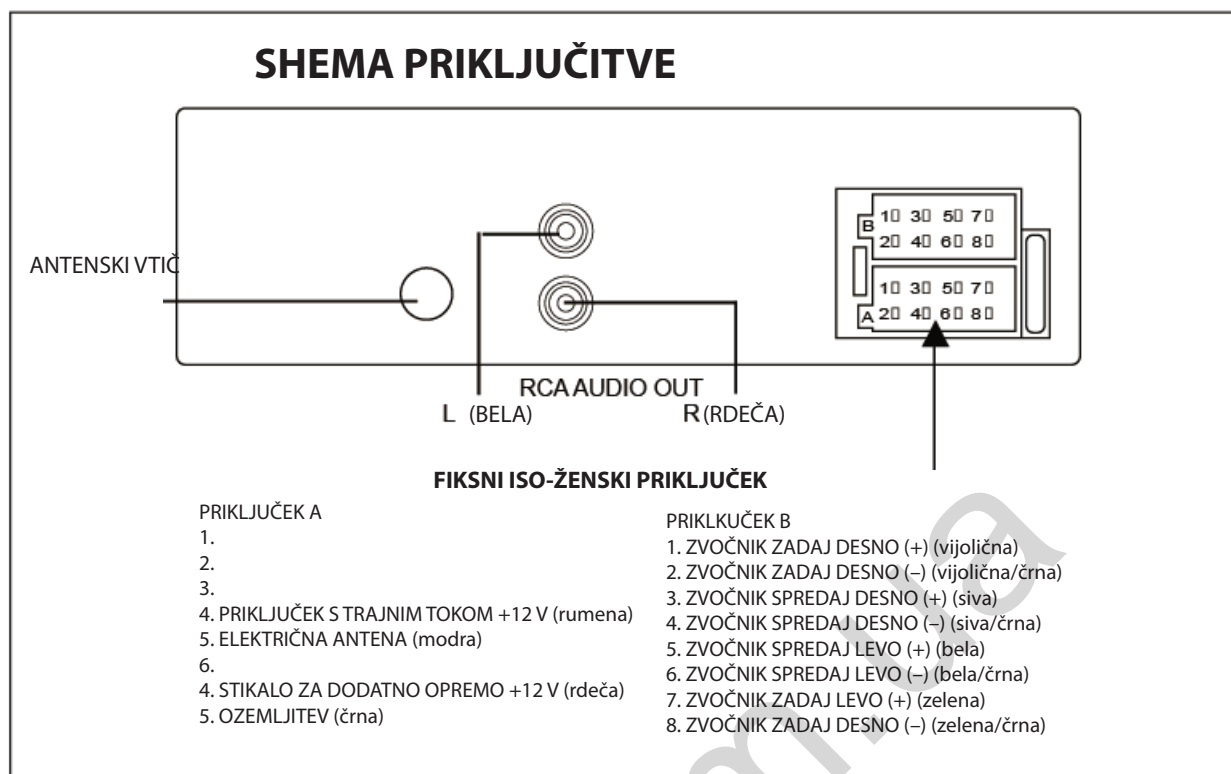 SHEMA PRIKLJUČITVE
ANTENSKI VTIČ
B 1 3 5 7
2 4 6 8
1 3 5 7
A 2 4 6 8
RCA AUDIO OUT
L (BELA)
R (RDEČA)
FIKSNI ISO-ŽENSKI PRIKLJUČEK
PRIKLJUČEK A
1.
2.
3.
4. PRIKLJUČEK S TRAJNIM TOKOM +12 V (rumena)
5. ELEKTRIČNA ANTENA (modra)
6.
4. STIKALO ZA DODATNO OPREMO +12 V (rdeča)
5. OZEMLJITEV (črna)
PRIKLKUČEK B
1. ZVOČNIK ZADAJ DESNO (+) (vijolična)
2. ZVOČNIK ZADAJ DESNO (–) (vijolična/črna)
3. ZVOČNIK SPREDAJ DESNO (+) (siva)
4. ZVOČNIK SPREDAJ DESNO (–) (siva/črna)
5. ZVOČNIK SPREDAJ LEVO (+) (bela)
6. ZVOČNIK SPREDAJ LEVO (–) (bela/črna)
7. ZVOČNIK ZADAJ LEVO (+) (zelena)
8. ZVOČNIK ZADAJ DESNO (–) (zelena/črna)
m.ua